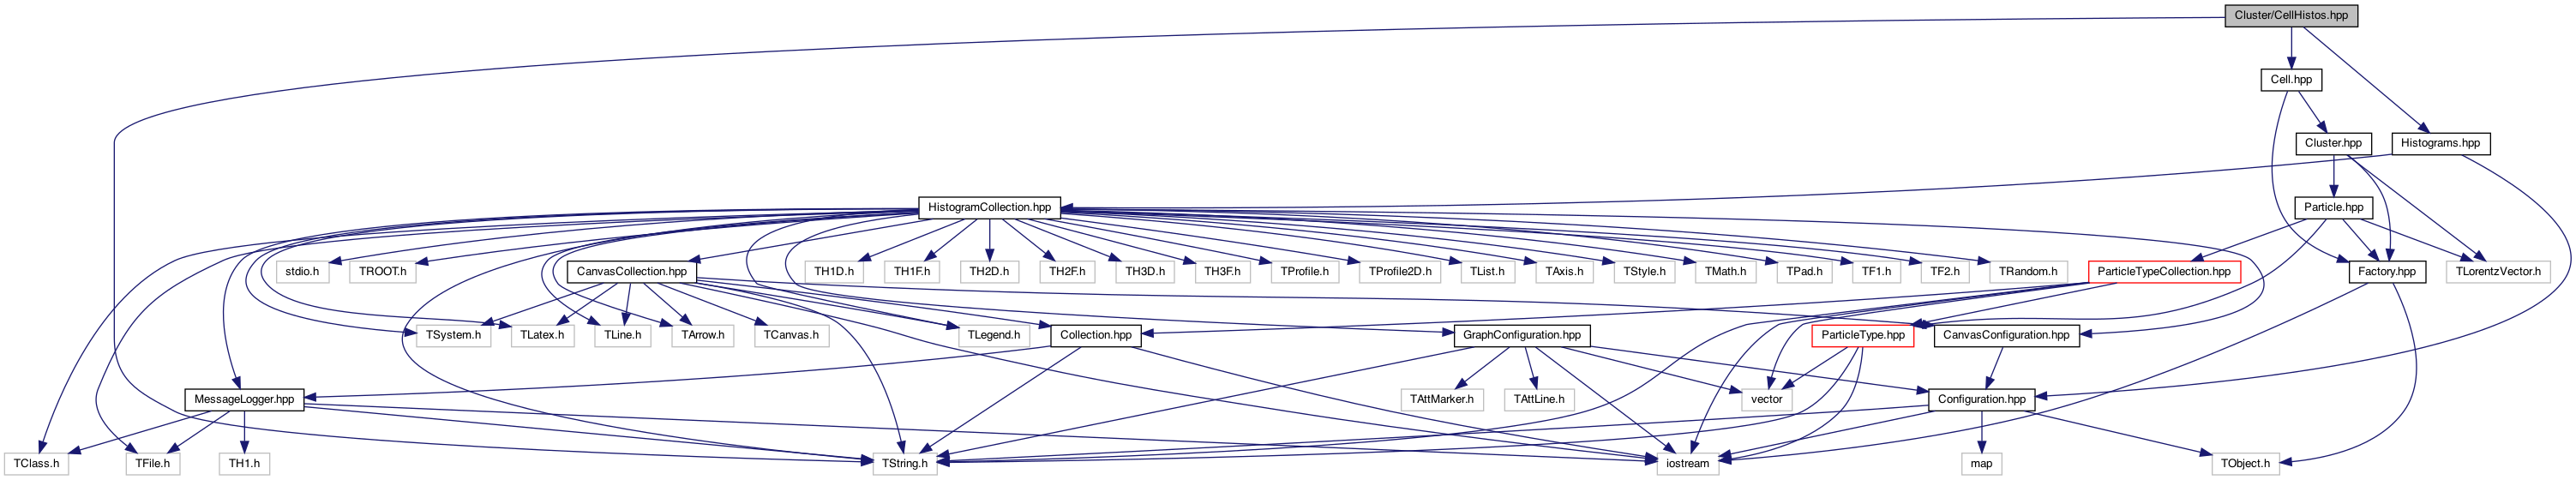 Cluster/CellHistos.hpp
Cell.hpp
Cluster.hpp
Histograms.hpp
HistogramCollection.hpp
Particle.hpp
stdio.h
TROOT.h
CanvasCollection.hpp
TH1D.h
TH1F.h
TH2D.h
TH2F.h
TH3D.h
TH3F.h
TProfile.h
TProfile2D.h
TList.h
TAxis.h
TStyle.h
TMath.h
TPad.h
TF1.h
TF2.h
TRandom.h
ParticleTypeCollection.hpp
Factory.hpp
TLorentzVector.h
TSystem.h
TLatex.h
TLine.h
TArrow.h
TCanvas.h
TLegend.h
Collection.hpp
GraphConfiguration.hpp
ParticleType.hpp
CanvasConfiguration.hpp
MessageLogger.hpp
TAttMarker.h
TAttLine.h
vector
Configuration.hpp
TClass.h
TFile.h
TH1.h
TString.h
iostream
map
TObject.h